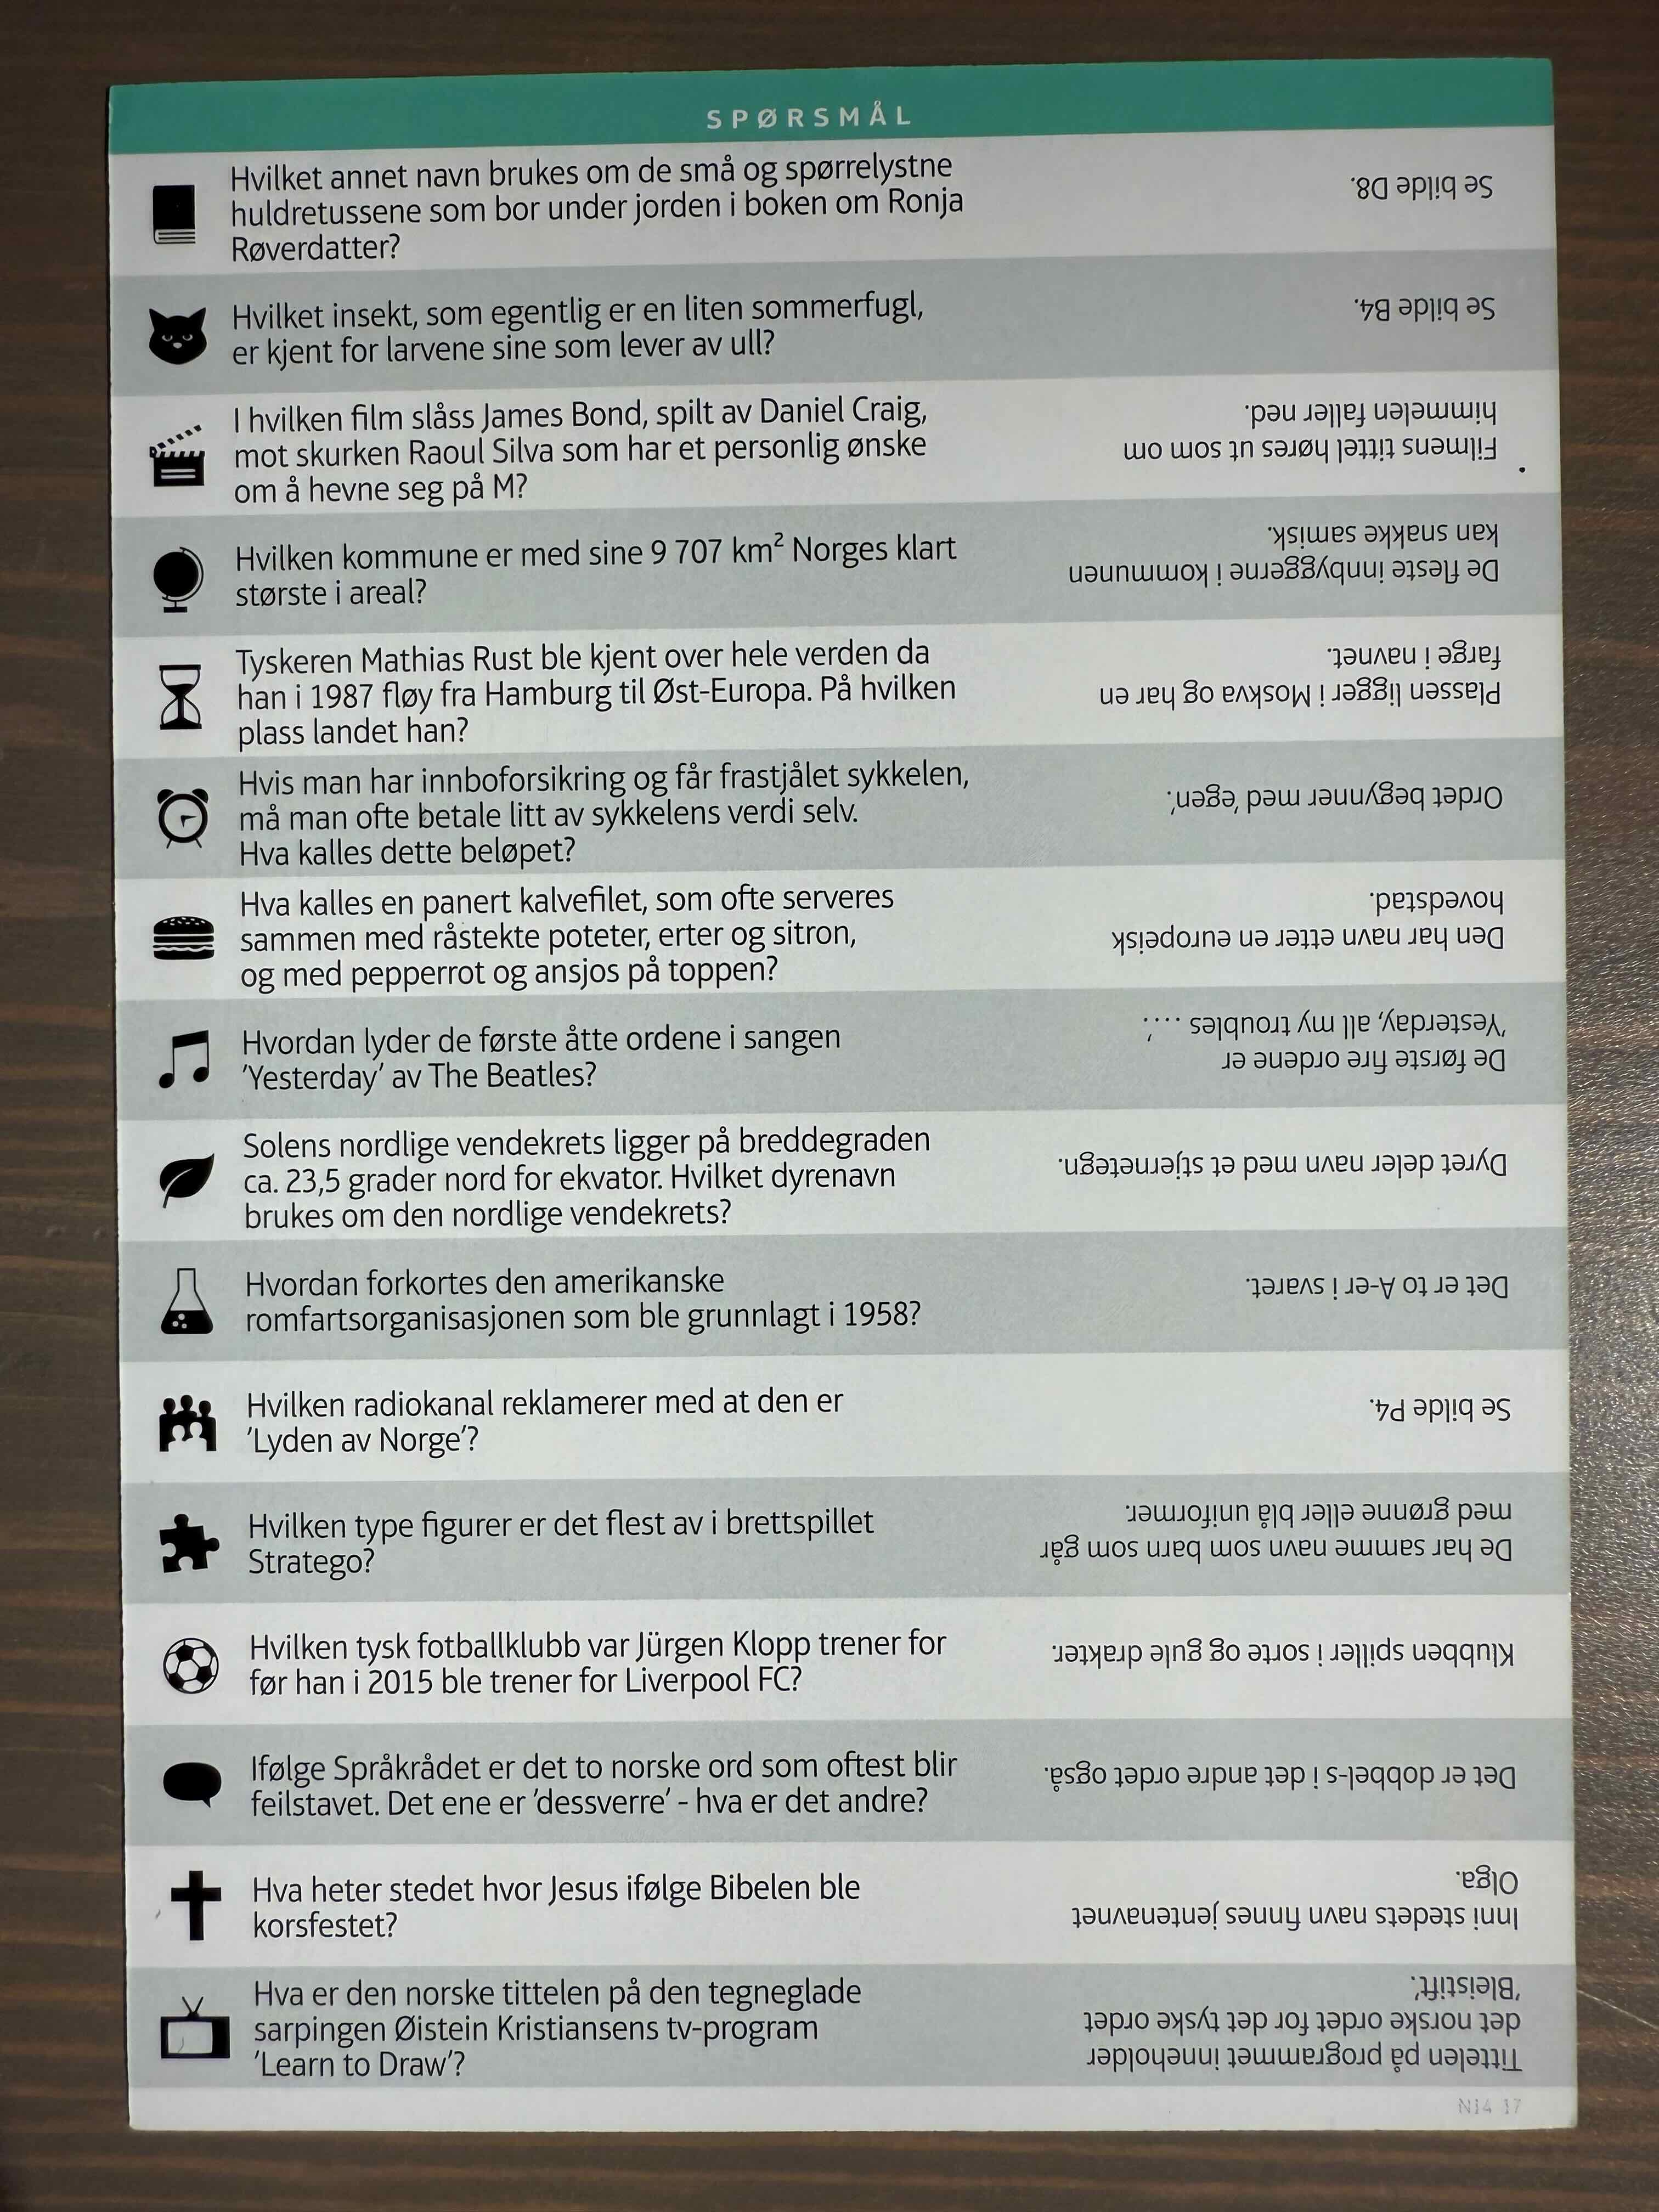 SPØRSMÅL
Hvilket annet navn brukes om de små og spørrelystne
huldretussene som bor under jorden i boken om Ronja
Røverdatter?
Se bilde D8.
Hvilket insekt, som egentlig er en liten sommerfugl,
er kjent for larvene sine som lever av ull?
Se bilde B4.
I hvilken film slåss James Bond, spilt av Daniel Craig,
mot skurken Raoul Silva som har et personlig ønske
om å hevne seg på M?
Filmens tittel høres ut som om
himmelen faller ned.
Hvilken kommune er med sine 9 707 km² Norges klart
største i areal?
De fleste innbyggerne i kommunen
kan snakke samisk.
Tyskeren Mathias Rust ble kjent over hele verden da
han i 1987 fløy fra Hamburg til Øst-Europa. På hvilken
plass landet han?
Plassen ligger i Moskva og har en
farge i navnet.
Hvis man har innboforsikring og får frastjålet sykkelen,
må man ofte betale litt av sykkelens verdi selv.
Hva kalles dette beløpet?
Ordet begynner med 'egen'.
Hva kalles en panert kalvefilet, som ofte serveres
sammen med råstekte poteter, erter og sitron,
og med pepperrot og ansjos på toppen?
Den har navn etter en europeisk
hovedstad.
Hvordan lyder de første åtte ordene i sangen
'Yesterday' av The Beatles?
De første fire ordene er
'Yesterday, all my troubles ....'
Solens nordlige vendekrets ligger på breddegraden
ca. 23,5 grader nord for ekvator. Hvilket dyrenavn
brukes om den nordlige vendekrets?
Dyret deler navn med et stjernetegn.
Hvordan forkortes den amerikanske
romfartsorganisasjonen som ble grunnlagt i 1958?
Det er to A-er i svaret.
Hvilken radiokanal reklamerer med at den er
'Lyden av Norge'?
Se bilde P4.
Hvilken type figurer er det flest av i brettspillet
Stratego?
De har samme navn som barn som går
med grønne eller blå uniformer.
Hvilken tysk fotballklubb var Jürgen Klopp trener for
før han i 2015 ble trener for Liverpool FC?
Klubben spiller i sorte og gule drakter.
Ifølge Språkrådet er det to norske ord som oftest blir
feilstavet. Det ene er 'dessverre' - hva er det andre?
Det er dobbel-s i det andre ordet også.
Hva heter stedet hvor Jesus ifølge Bibelen ble
korsfestet?
Inni stedets navn finnes jentenavnet
Olga.
Hva er den norske tittelen på den tegneglade
sarpingen Øistein Kristiansens tv-program
'Learn to Draw'?
Tittelen på programmet inneholder
det norske ordet for det tyske ordet
'Bleistift'.
N14 17